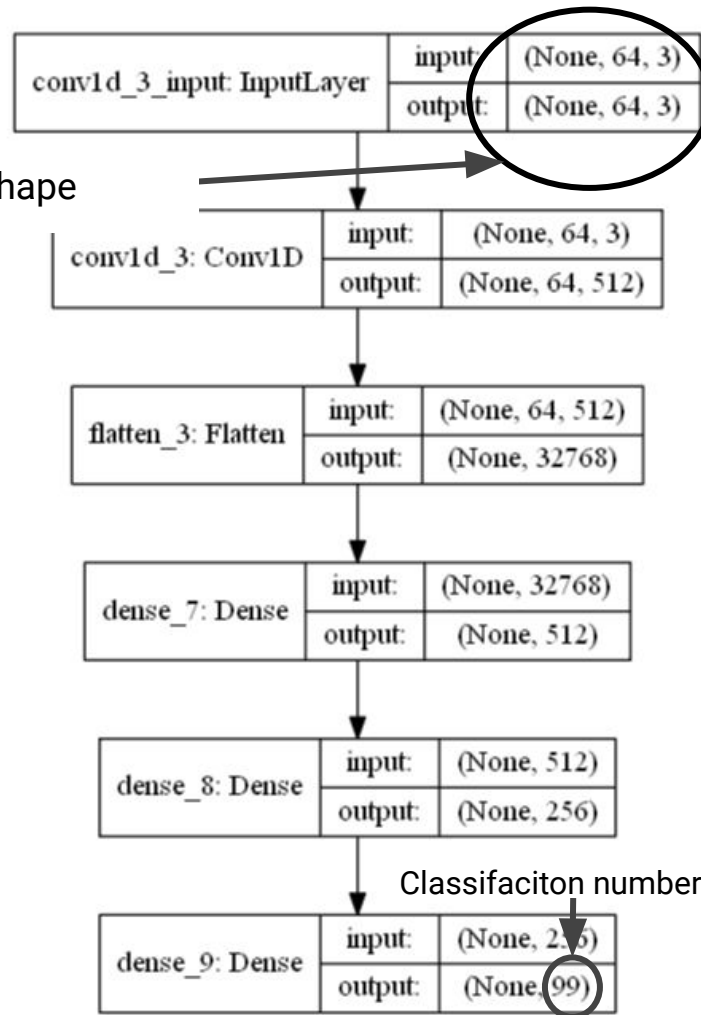 conv1d_3_input: InputLayer
input:
(None, 64, 3)
output:
(None, 64, 3)
hape
conv1d_3: Conv1D
input:
(None, 64, 3)
output:
(None, 64, 512)
flatten_3: Flatten
input:
(None, 64, 512)
output:
(None, 32768)
dense_7: Dense
input:
(None, 32768)
output:
(None, 512)
dense_8: Dense
input:
(None, 512)
output:
(None, 256)
Classifaciton number
dense_9: Dense
input:
(None, 256)
output:
(None, 99)